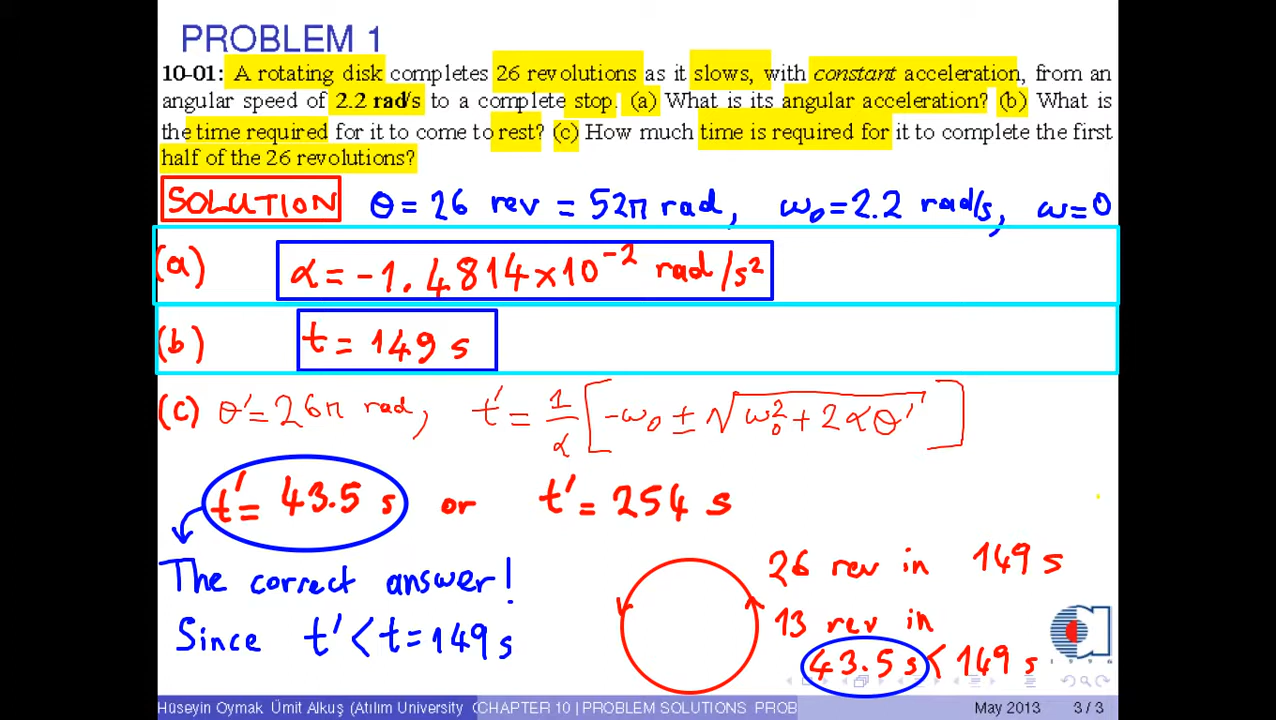 PROBLEM 1
10-01: A rotating disk completes 26 revolutions as it slows, with constant acceleration, from an
angular speed of 2.2 rad/s to a complete stop. (a) What is its angular acceleration? (b) What is
the time required for it to come to rest? (c) How much time is required for it to complete the first
half of the 26 revolutions?
SOLUTION θ = 26 rev = 52π rad, ω₀ = 2.2 rad/s, ω = 0
(a) α = -1.4814×10⁻² rad/s²
(b) t = 149 s
(c) θ' = 26π rad, t' = 1/α [-ω₀ ± √(ω₀² + 2αθ')]
t' = 43.5 s or t' = 254 s
The correct answer!
Since t' < t = 149 s
26 rev in 149 s
13 rev in
43.5 s < 149 s
1996
Hüseyin Oymak, Ümit Alkuş (Atılım University CHAPTER 10 | PROBLEM SOLUTIONS PROB May 2013 3 / 3